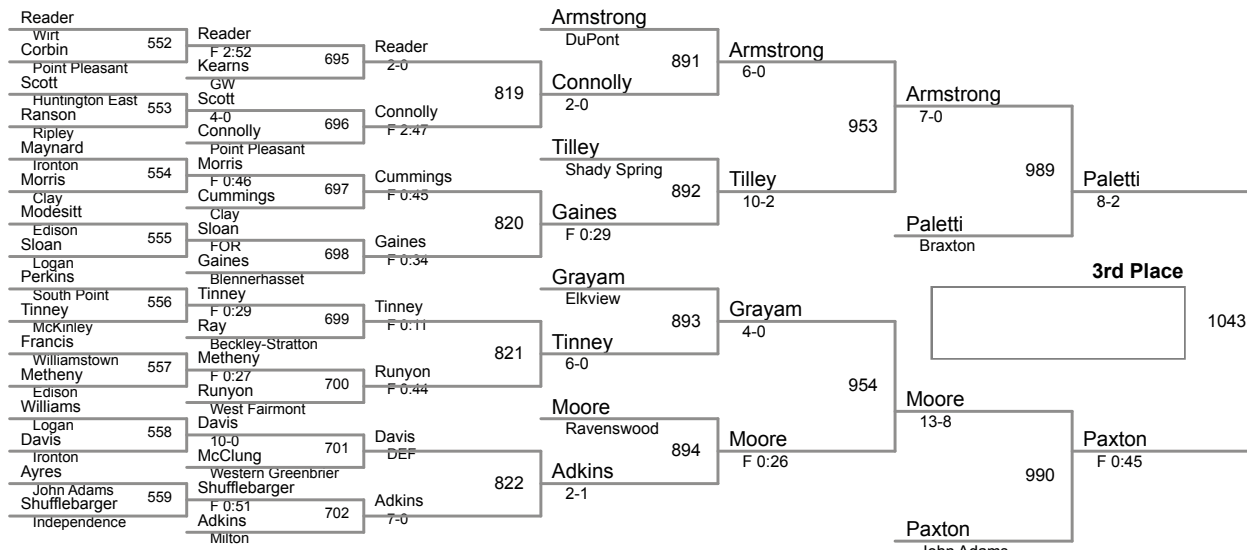 Reader
Wirt
552
Corbin
Point Pleasant
Scott
Huntington East
553
Ranson
Ripley
Maynard
Ironton
554
Morris
Clay
Modesitt
Edison
555
Sloan
Logan
Perkins
South Point
556
Tinney
McKinley
Francis
Williamstown
557
Metheny
Edison
Williams
Logan
558
Davis
Ironton
Ayres
John Adams
559
Shufflebarger
Independence
Reader
F 2:52
695
Kearns
GW
Scott
4-0
696
Connolly
Point Pleasant
Morris
F 0:46
697
Cummings
Clay
Sloan
FOR
698
Gaines
Blennerhasset
Tinney
F 0:29
699
Ray
Beckley-Stratton
Metheny
F 0:27
700
Runyon
West Fairmont
Davis
10-0
701
McClung
Western Greenbrier
Shufflebarger
F 0:51
702
Adkins
Milton
Reader
2-0
819
Connolly
F 2:47
Cummings
F 0:45
820
Gaines
F 0:34
Tinney
F 0:11
821
Runyon
F 0:44
Davis
DEF
822
Adkins
7-0
Armstrong
DuPont
891
Connolly
2-0
Tilley
Shady Spring
892
Gaines
F 0:29
Grayam
Elkview
893
Tinney
6-0
Moore
Ravenswood
894
Adkins
2-1
Armstrong
6-0
953
Tilley
10-2
Grayam
4-0
954
Moore
F 0:26
Armstrong
7-0
989
Paletti
Braxton
Moore
13-8
990
Paxton
John Adams
Paletti
8-2
3rd Place
1043
Paxton
F 0:45